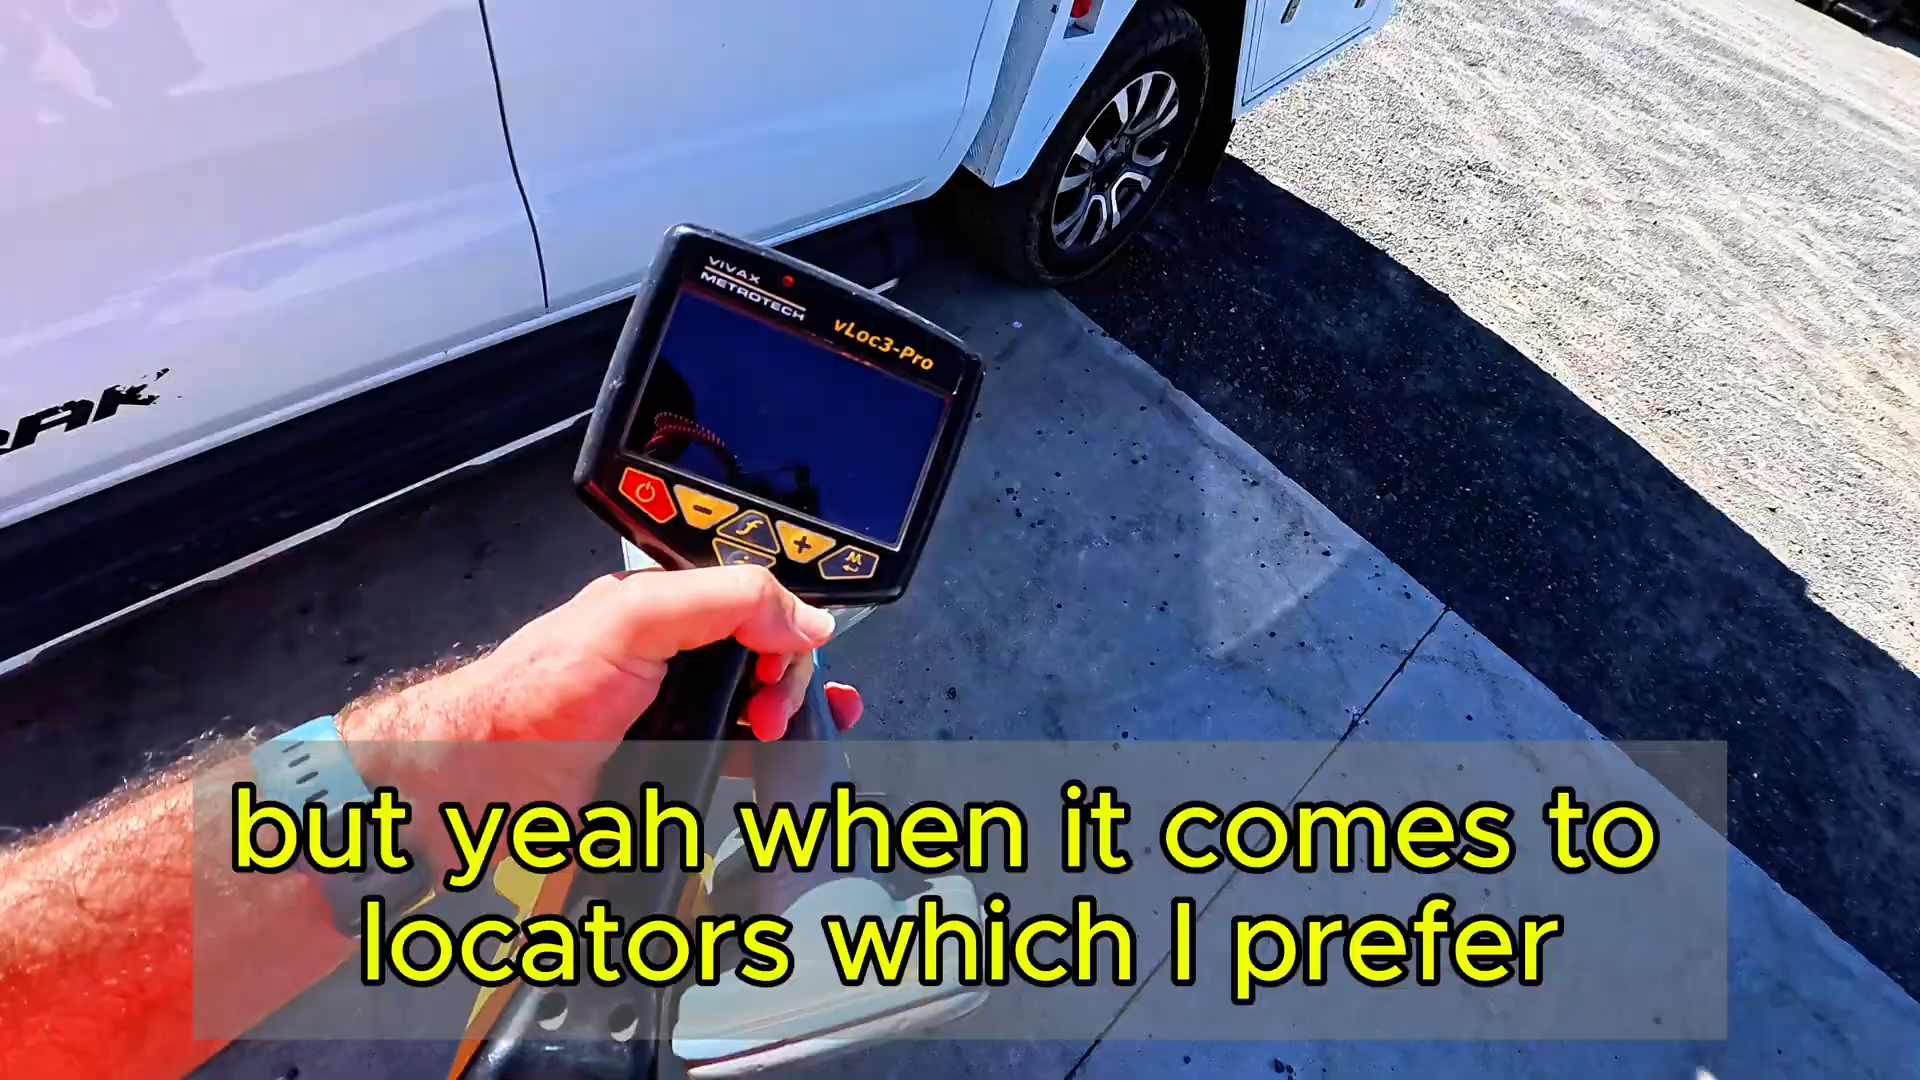 VIVAX
METROTECH
vLoc3-Pro
f
M
but yeah when it comes to
locators which I prefer